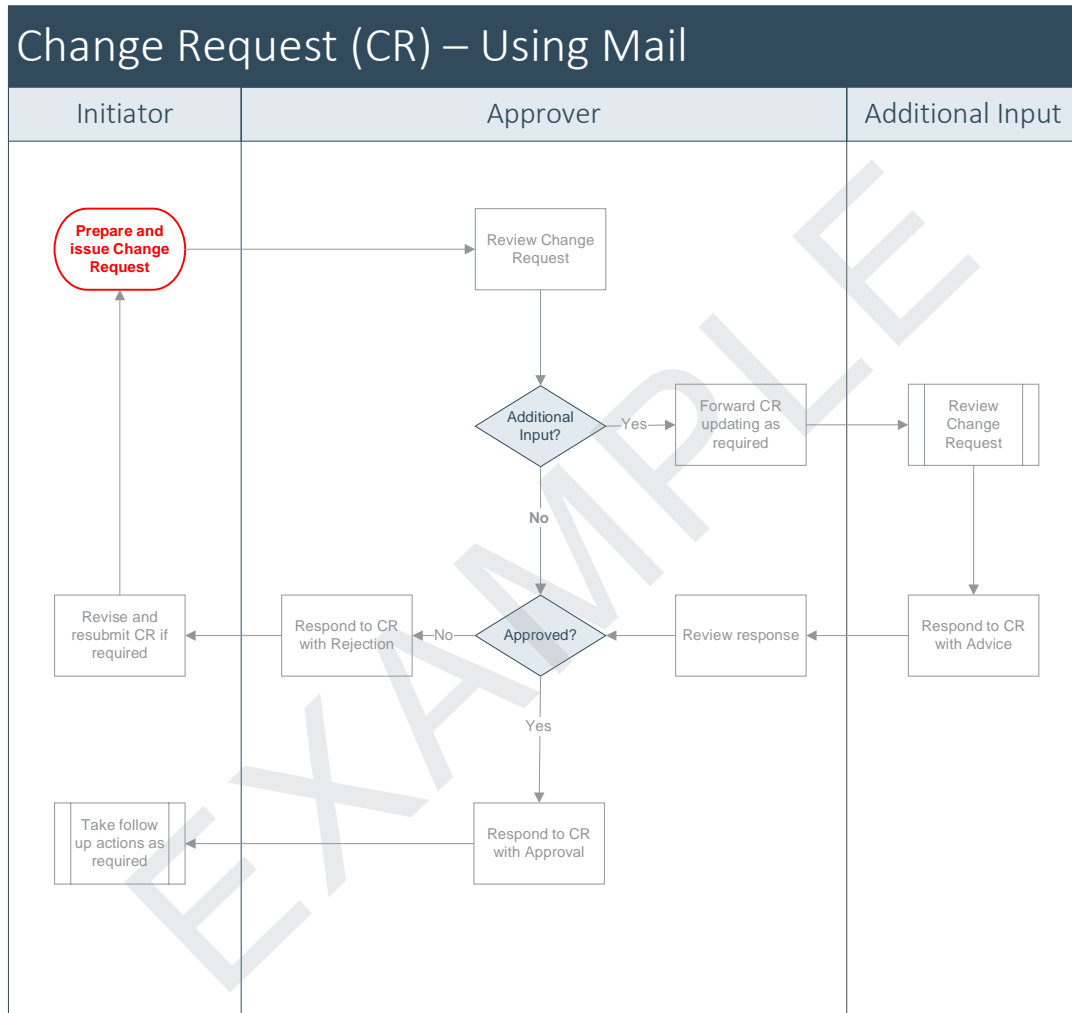 Change Request (CR) – Using Mail
Initiator
Approver
Additional Input
Prepare and
issue Change
Request
Review Change
Request
Additional
Input?
Yes
Forward CR
updating as
required
Review
Change
Request
No
Revise and
resubmit CR if
required
Respond to CR
with Rejection
No
Approved?
Review response
Respond to CR
with Advice
Yes
Take follow
up actions as
required
Respond to CR
with Approval
EXAMPLE